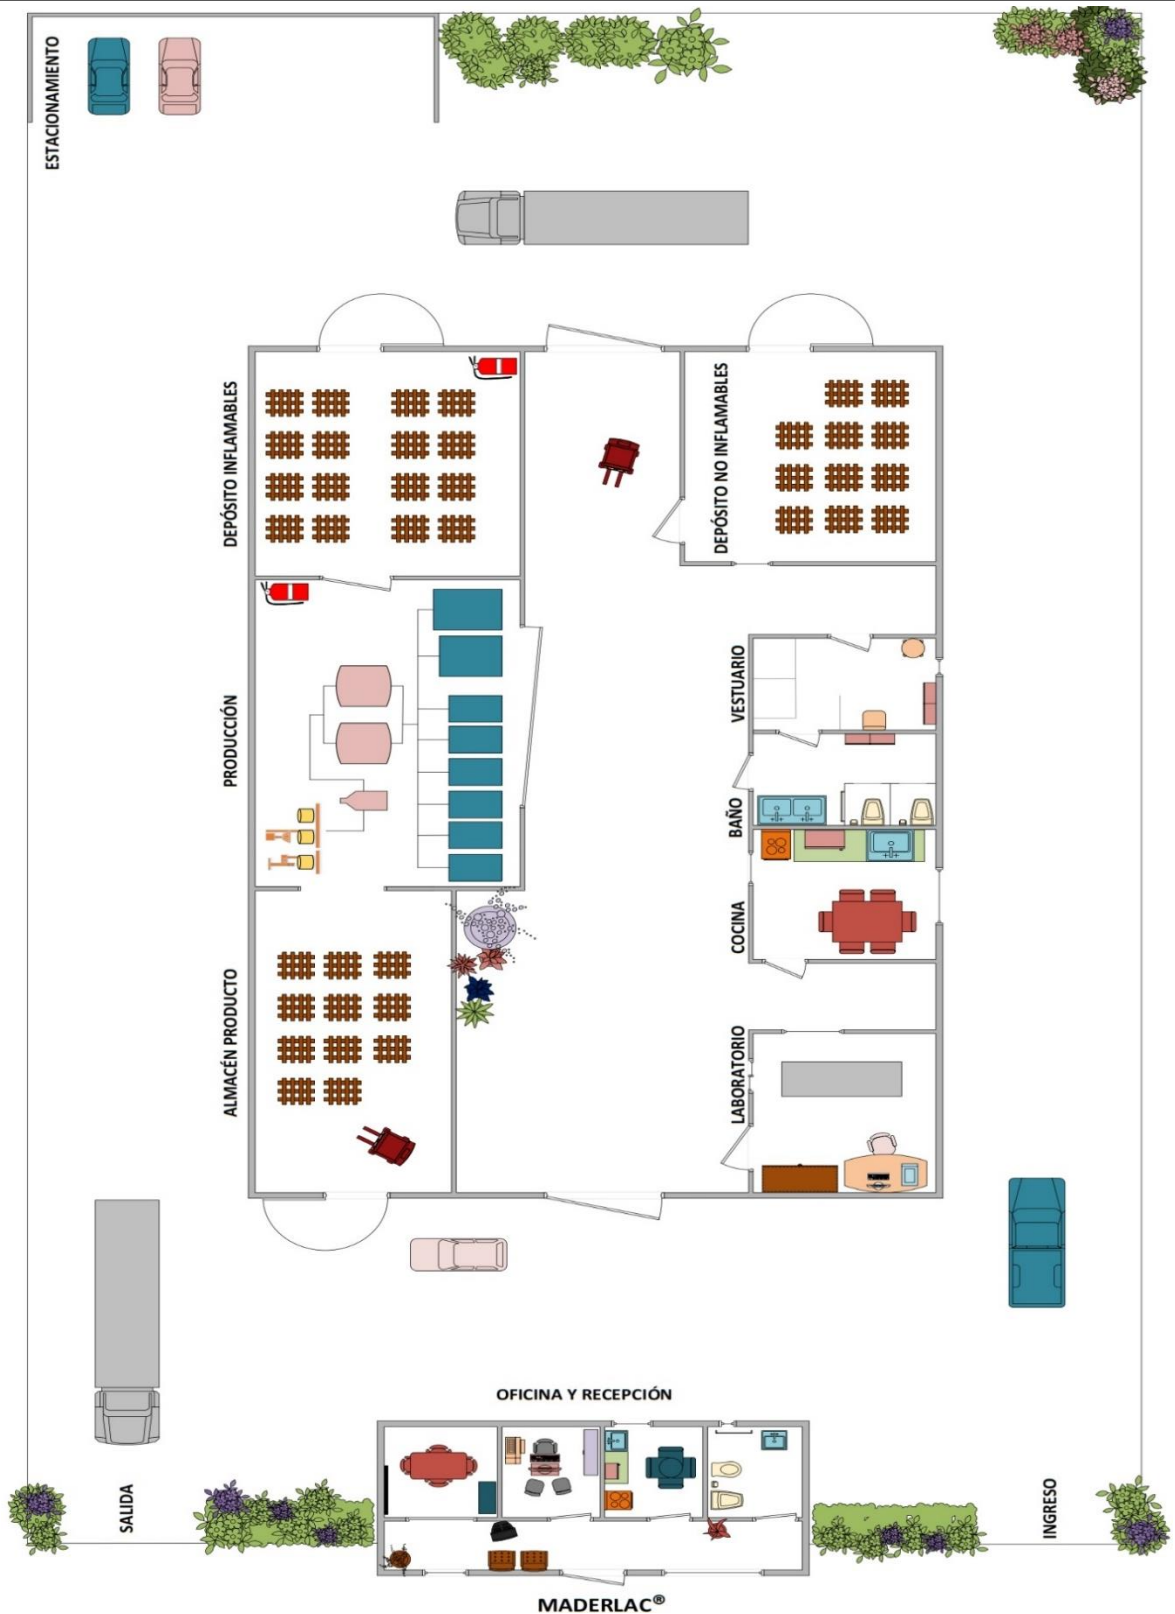 ESTACIONAMIENTO
DEPÓSITO INFLAMABLES
DEPÓSITO NO INFLAMABLES
PRODUCCIÓN
VESTUARIO
BAÑO
COCINA
ALMACÉN PRODUCTO
LABORATORIO
OFICINA Y RECEPCIÓN
SALIDA
INGRESO
MADERLAC®